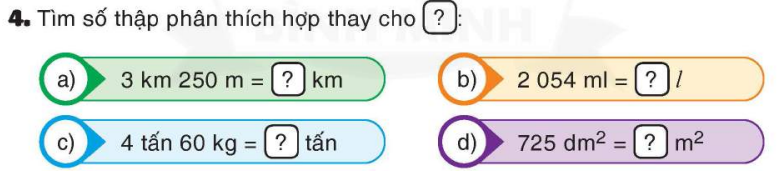 4. Tìm số thập phân thích hợp thay cho ? :
a) 3 km 250 m = ? km
b) 2 054 ml = ? l
c) 4 tấn 60 kg = ? tấn
d) 725 dm² = ? m²